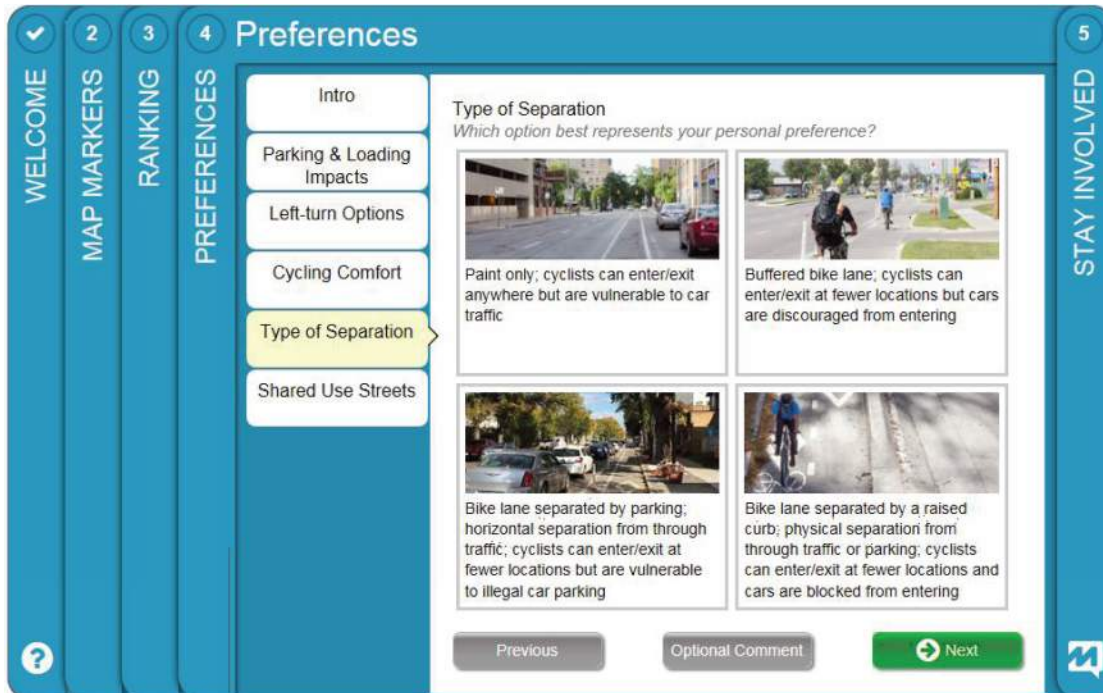 WELCOME
2
MAP MARKERS
3
RANKING
4
PREFERENCES
Preferences
Intro
Parking & Loading
Impacts
Left-turn Options
Cycling Comfort
Type of Separation
Shared Use Streets
Type of Separation
Which option best represents your personal preference?
Paint only; cyclists can enter/exit
anywhere but are vulnerable to car
traffic
Buffered bike lane; cyclists can
enter/exit at fewer locations but cars
are discouraged from entering
Bike lane separated by parking;
horizontal separation from through
traffic; cyclists can enter/exit at
fewer locations but are vulnerable
to illegal car parking
Bike lane separated by a raised
curb; physical separation from
through traffic or parking; cyclists
can enter/exit at fewer locations and
cars are blocked from entering
Previous
Optional Comment
Next
5
STAY INVOLVED
?